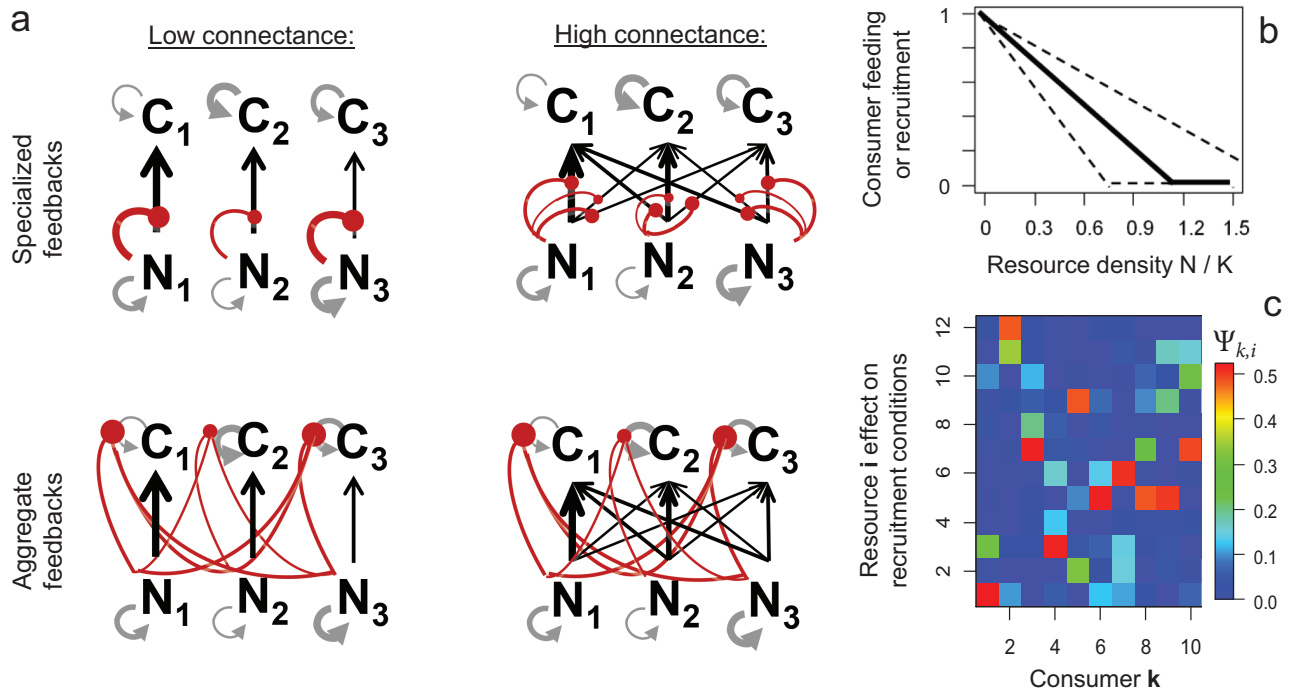 a
Low connectance:
High connectance:
Specialized
feedbacks
C1 C2 C3
N1 N2 N3
C1 C2 C3
N1 N2 N3
Aggregate
feedbacks
C1 C2 C3
N1 N2 N3
C1 C2 C3
N1 N2 N3
b
Consumer feeding
or recruitment
1
0
0 0.3 0.6 0.9 1.2 1.5
Resource density N / K
c
Resource i effect on
recruitment conditions
12
10
8
6
4
2
2 4 6 8 10
Consumer k
Ψk,i
0.5
0.4
0.3
0.2
0.1
0.0